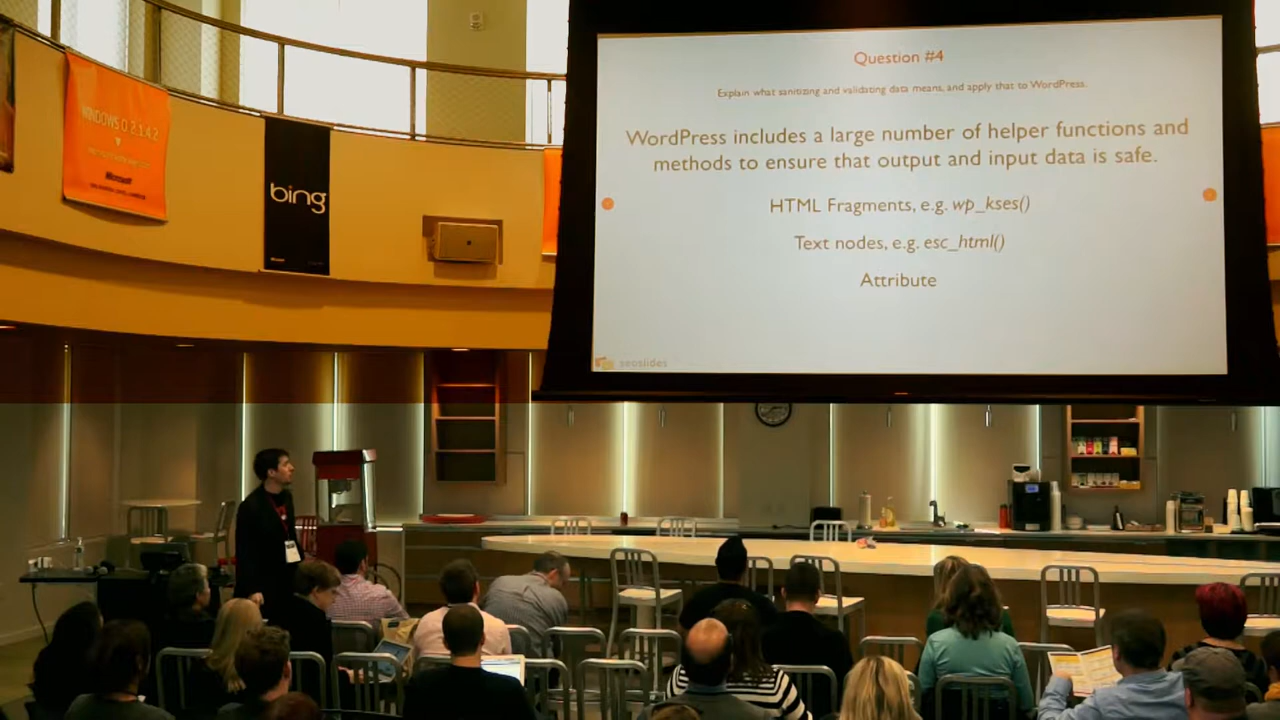 Question #4
Explain what sanitizing and validating data means, and apply that to WordPress.
WordPress includes a large number of helper functions and
methods to ensure that output and input data is safe.
HTML Fragments, e.g. wp_kses()
Text nodes, e.g. esc_html()
Attribute
seoslides
Microsoft
bing